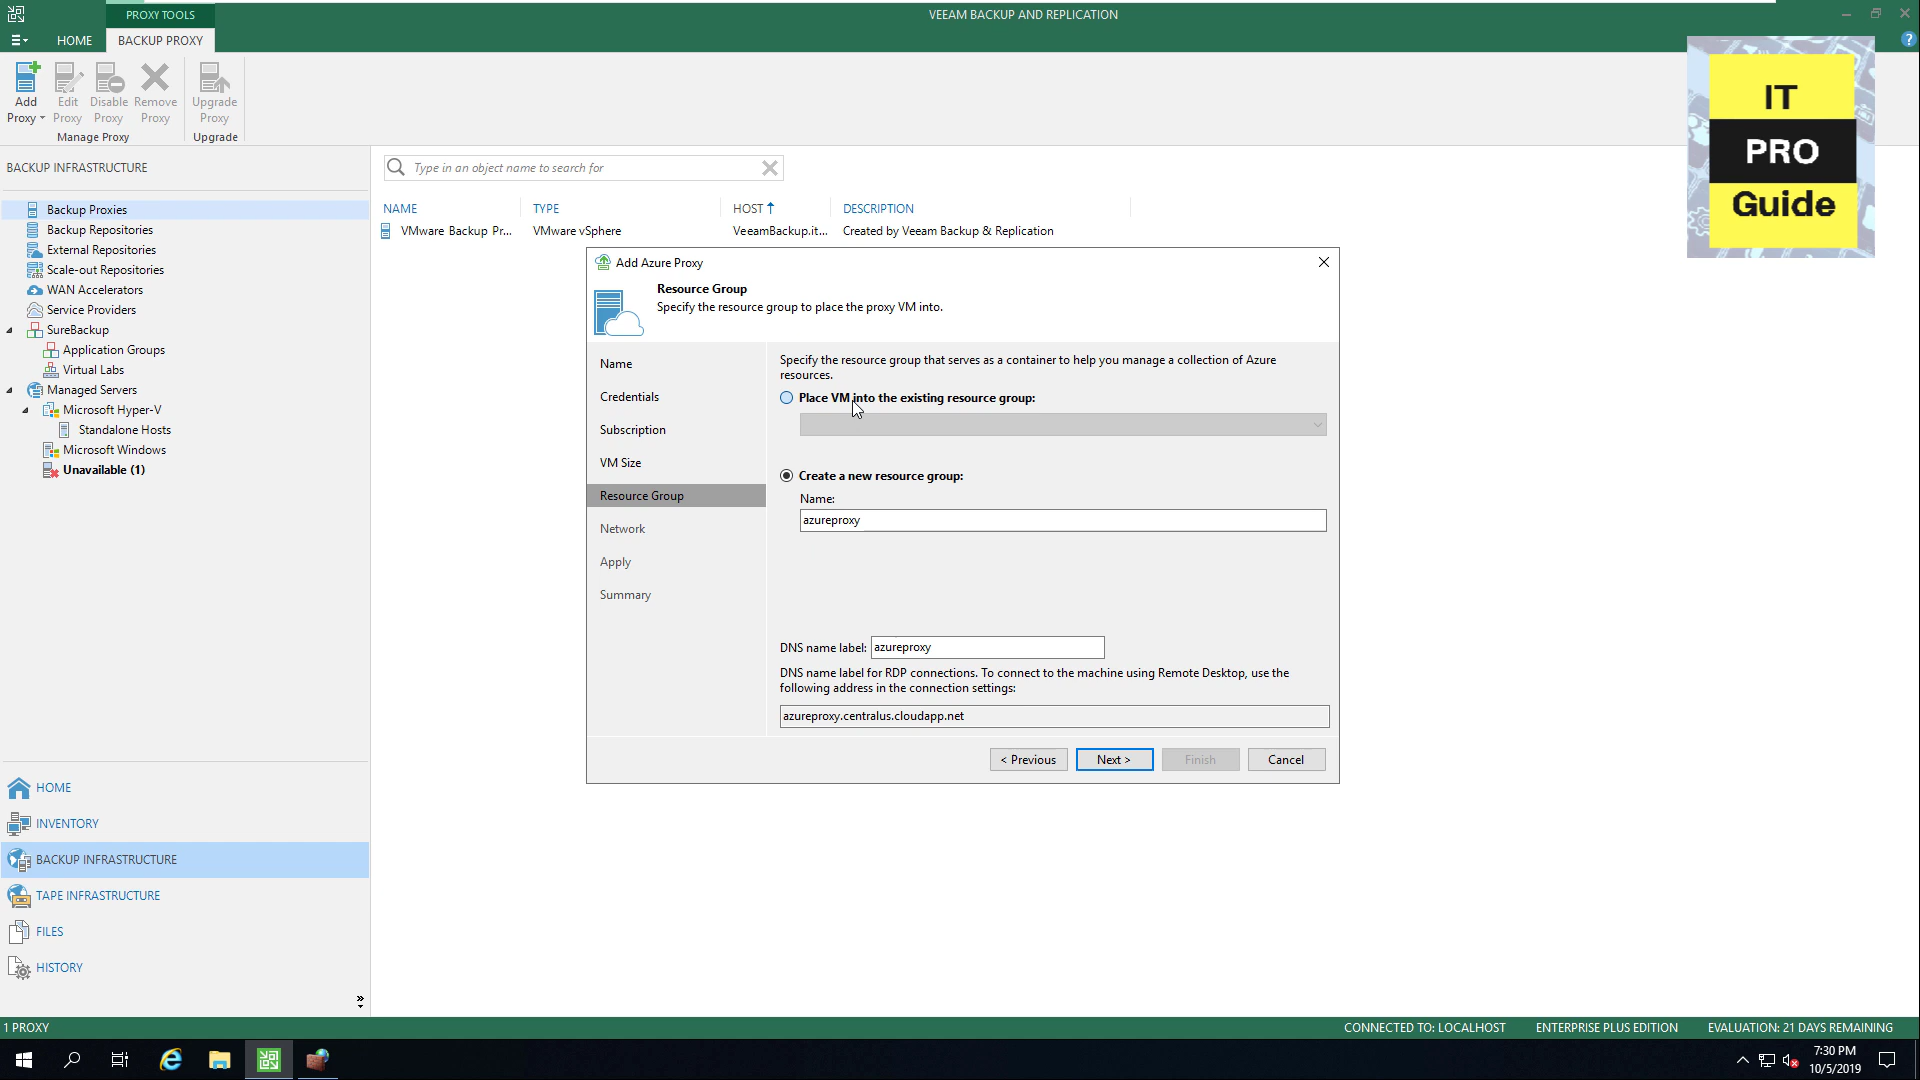 PROXY TOOLS
VEEAM BACKUP AND REPLICATION
HOME
BACKUP PROXY
Add Proxy
Edit Proxy
Disable Proxy
Remove Proxy
Upgrade Proxy
Manage Proxy
Upgrade
IT
PRO
Guide
BACKUP INFRASTRUCTURE
Type in an object name to search for
Backup Proxies
Backup Repositories
External Repositories
Scale-out Repositories
WAN Accelerators
Service Providers
SureBackup
Application Groups
Virtual Labs
Managed Servers
Microsoft Hyper-V
Standalone Hosts
Microsoft Windows
Unavailable (1)
NAME TYPE HOST DESCRIPTION
VMware Backup Pr... VMware vSphere VeeamBackup.it... Created by Veeam Backup & Replication
Add Azure Proxy
Resource Group
Specify the resource group to place the proxy VM into.
Name
Credentials
Subscription
VM Size
Resource Group
Network
Apply
Summary
Specify the resource group that serves as a container to help you manage a collection of Azure
resources.
Place VM into the existing resource group:
Create a new resource group:
Name:
azureproxy
DNS name label: azureproxy
DNS name label for RDP connections. To connect to the machine using Remote Desktop, use the
following address in the connection settings:
azureproxy.centralus.cloudapp.net
< Previous
Next >
Finish
Cancel
HOME
INVENTORY
BACKUP INFRASTRUCTURE
TAPE INFRASTRUCTURE
FILES
HISTORY
1 PROXY
CONNECTED TO: LOCALHOST
ENTERPRISE PLUS EDITION
EVALUATION: 21 DAYS REMAINING
7:30 PM
10/5/2019